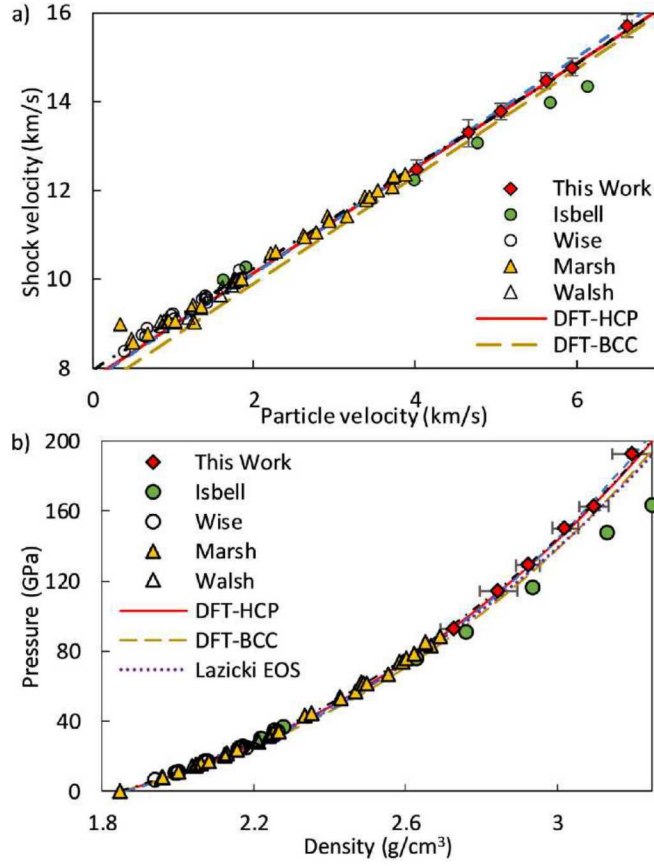 a)
16
14
12
10
8
Shock velocity (km/s)
This Work
Isbell
Wise
Marsh
Walsh
DFT-HCP
DFT-BCC
0 2 4 6
Particle velocity (km/s)
b)
200
160
120
80
40
0
Pressure (GPa)
This Work
Isbell
Wise
Marsh
Walsh
DFT-HCP
DFT-BCC
Lazicki EOS
1.8 2.2 2.6 3
Density (g/cm³)